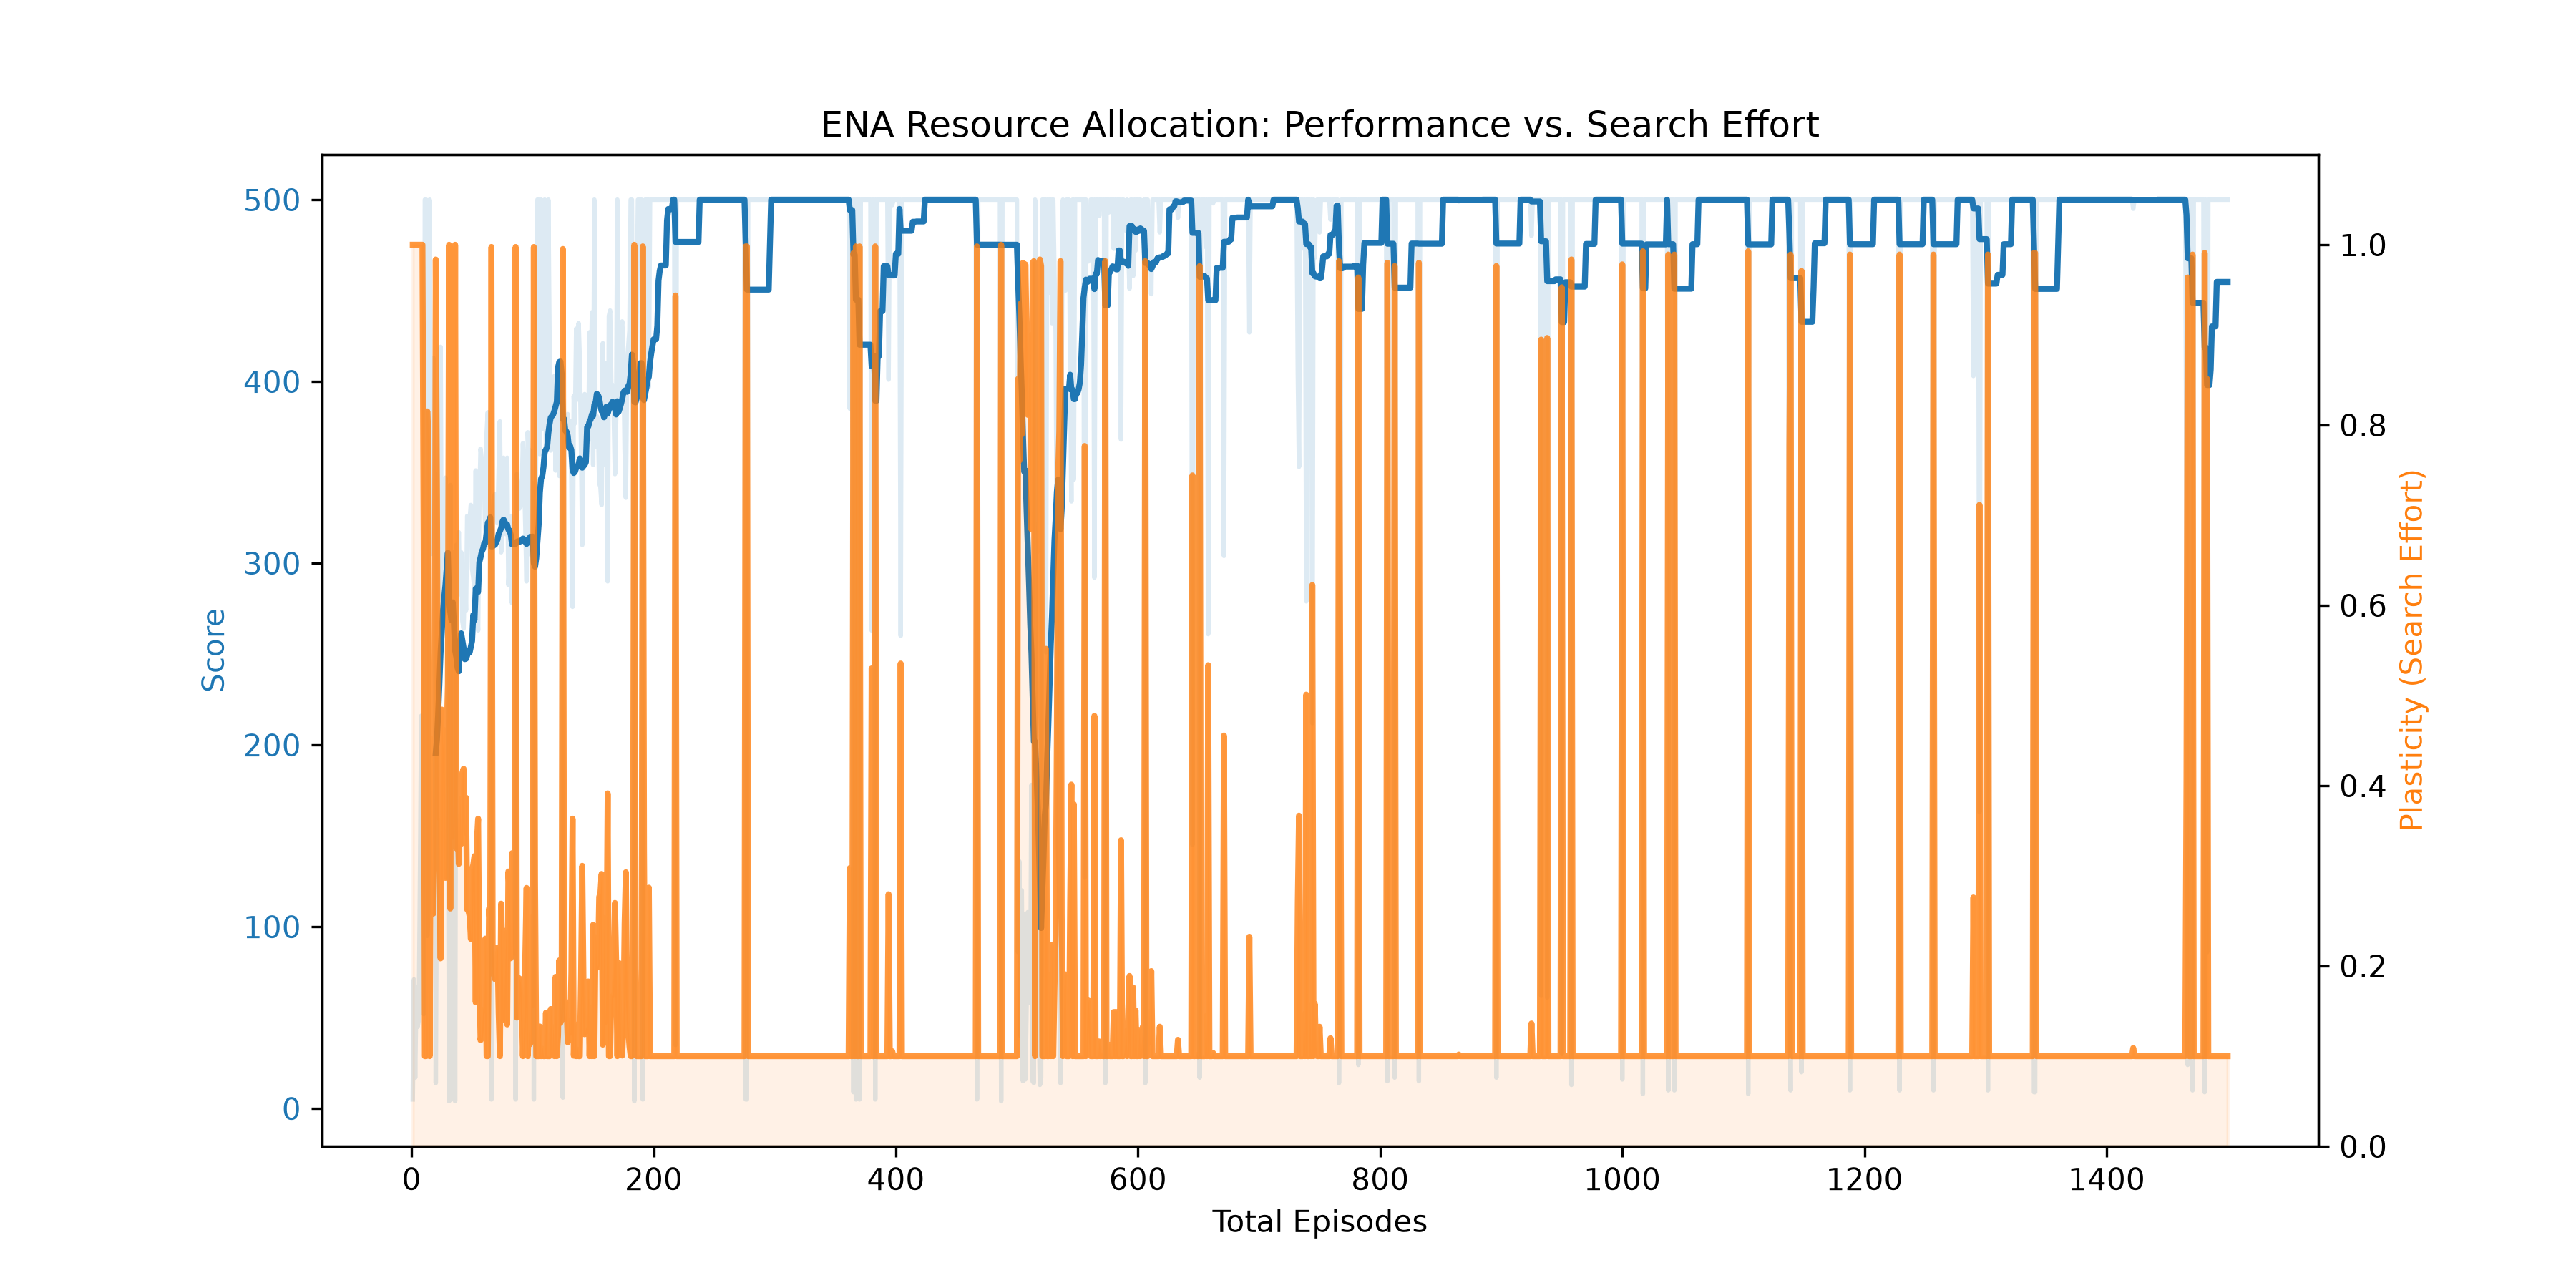 ENA Resource Allocation: Performance vs. Search Effort
500
400
300
200
100
0
Score
1.0
0.8
0.6
0.4
0.2
0.0
Plasticity (Search Effort)
0 200 400 600 800 1000 1200 1400
Total Episodes